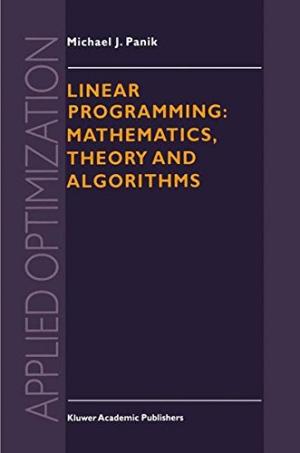 Michael J. Panik
LINEAR
PROGRAMMING:
MATHEMATICS,
THEORY AND
ALGORITHMS
APPLIED OPTIMIZATION
Kluwer Academic Publishers